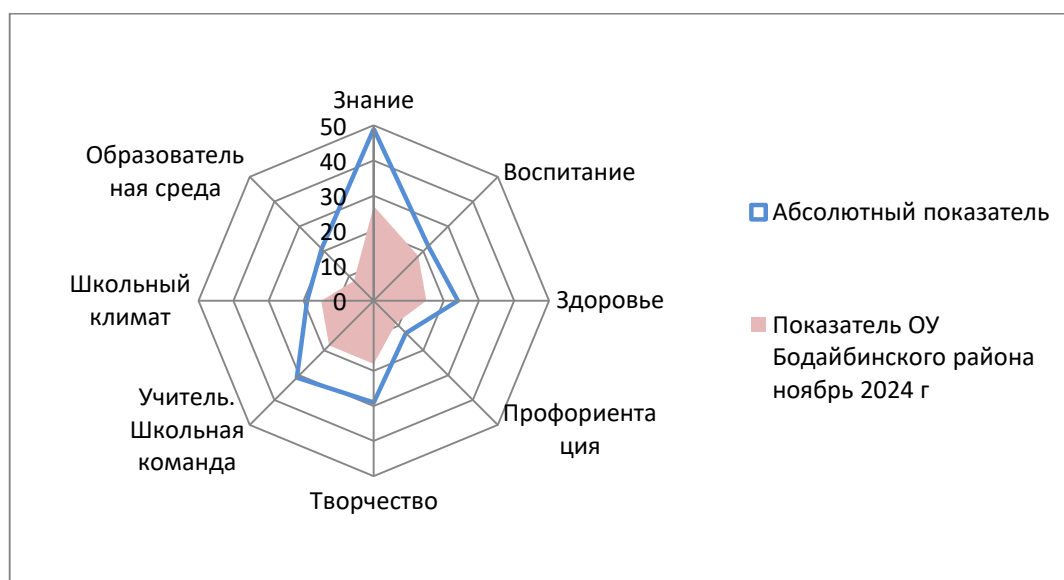 Знание
50
40
30
20
10
0
Воспитание
Здоровье
Профориента
ция
Творчество
Учитель.
Школьная
команда
Школьный
климат
Образователь
ная среда
Абсолютный показатель
Показатель ОУ
Бодайбинского района
ноябрь 2024 г